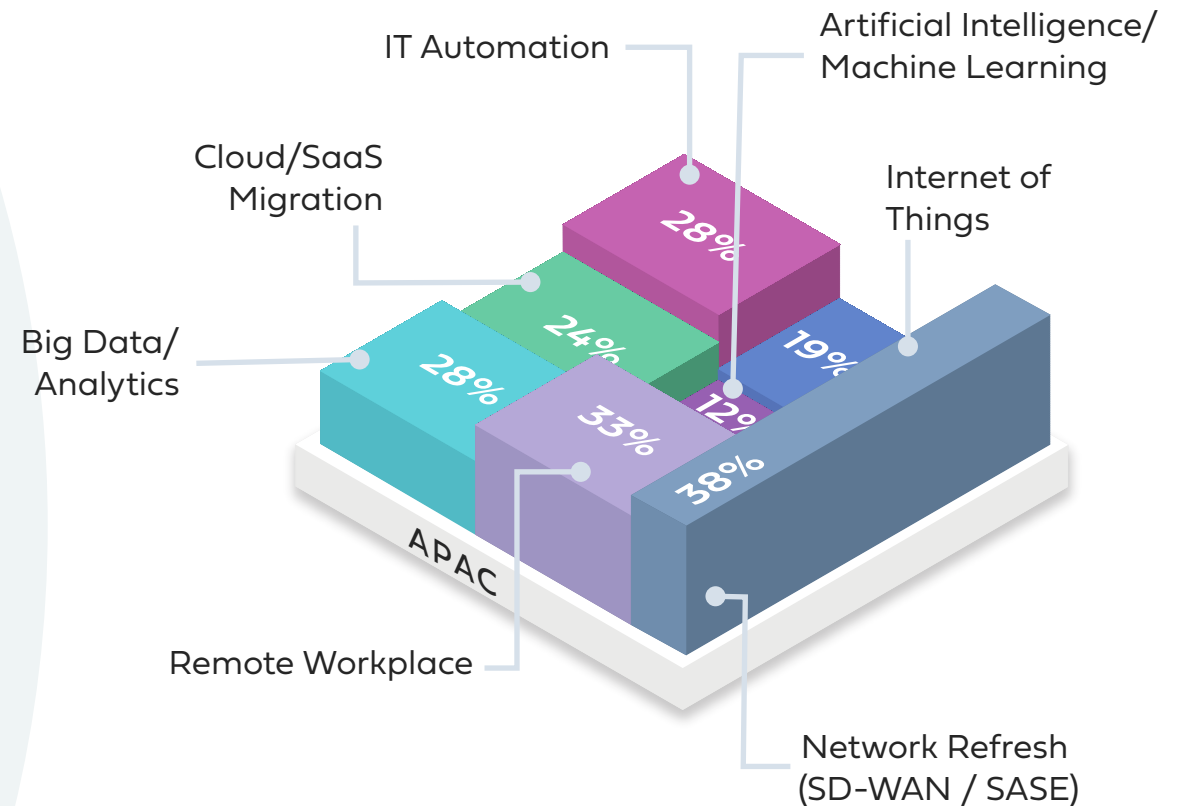 IT Automation
Artificial Intelligence/
Machine Learning
Cloud/SaaS
Migration
Internet of
Things
Big Data/
Analytics
28%
24%
28%
19%
12%
33%
38%
APAC
Remote Workplace
Network Refresh
(SD-WAN / SASE)